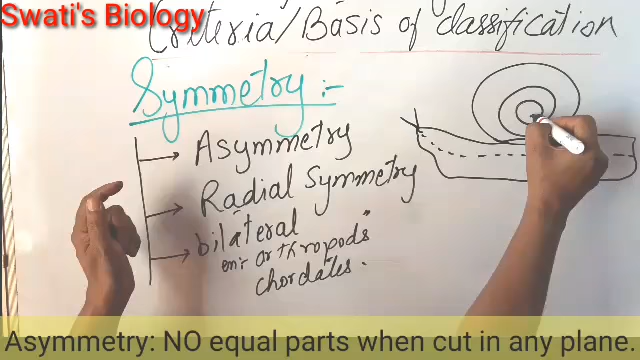 Swati's Biology
Criteria/Basis of classification
Symmetry :-
Asymmetry
Radial Symmetry
bilateral "
en:- arthropods
chordates.
Asymmetry: NO equal parts when cut in any plane.